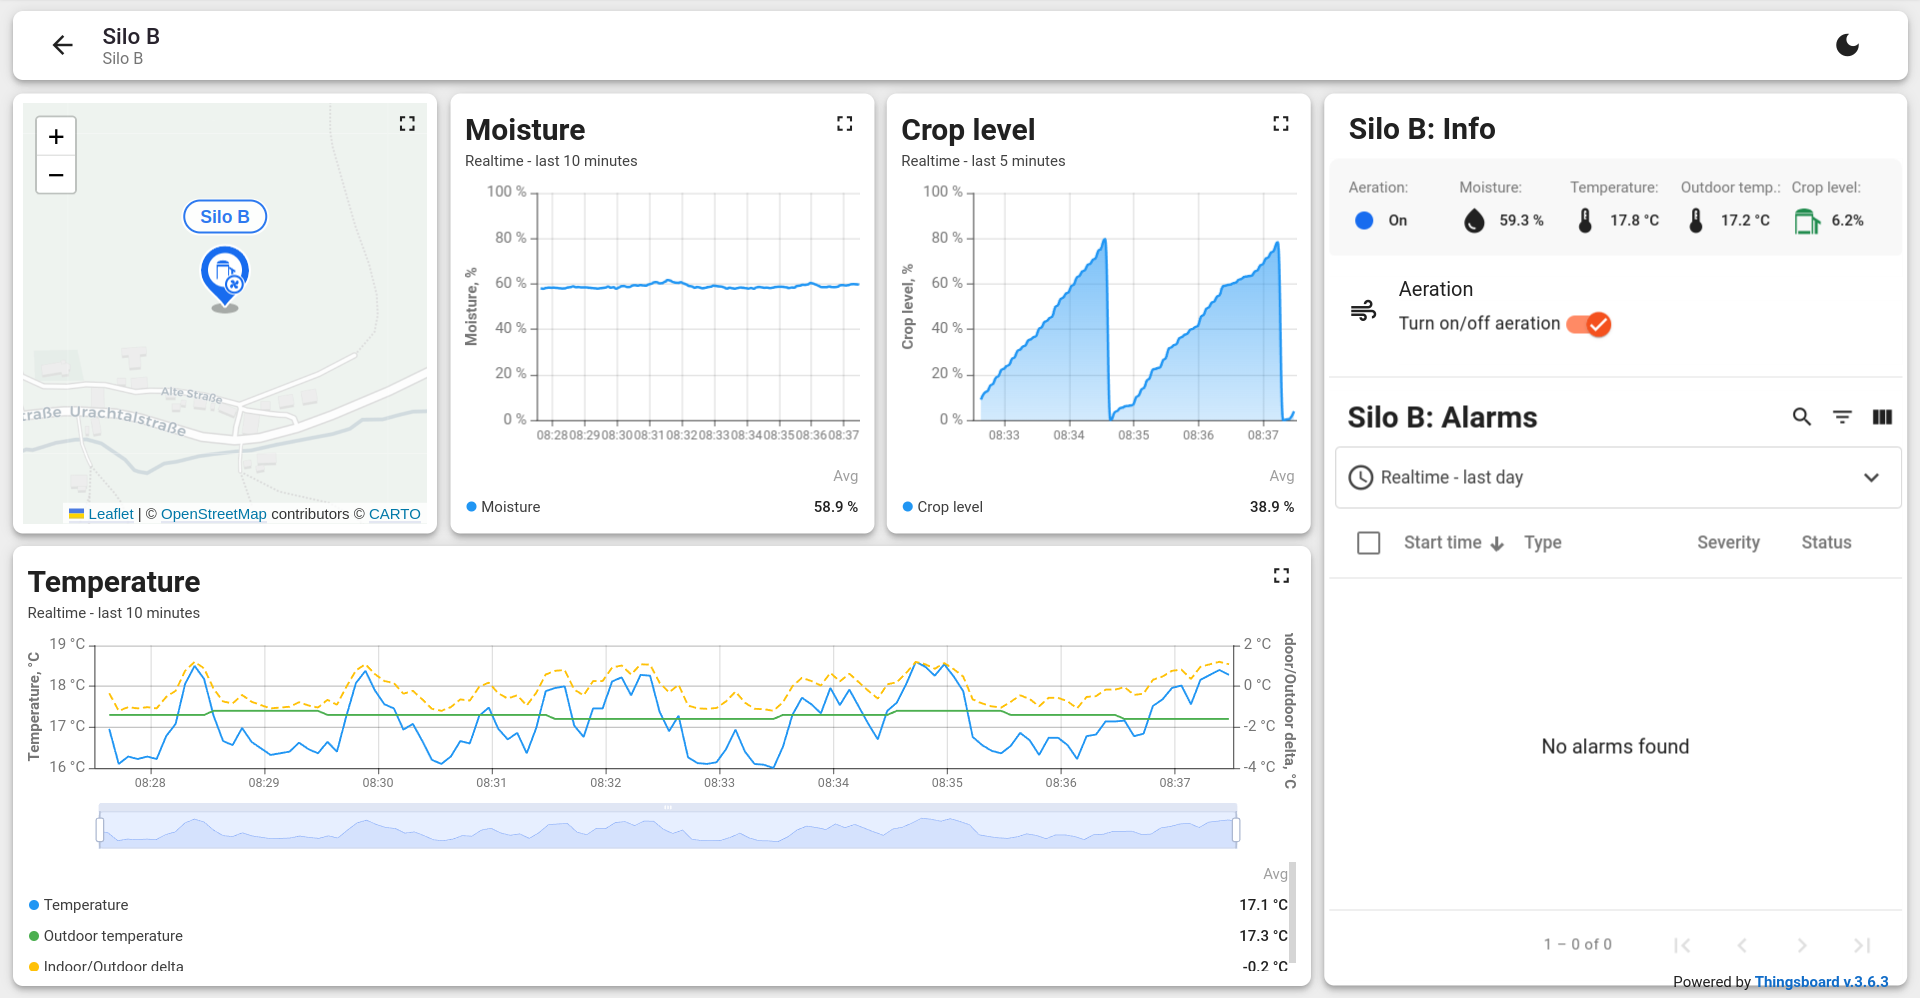 Silo B
Silo B
+
−
Silo B
Alte Straße
raße Urachtalstraße
Leaflet | © OpenStreetMap contributors © CARTO
Moisture
Realtime - last 10 minutes
Moisture, %
100 %
80 %
60 %
40 %
20 %
0 %
08:28 08:29 08:30 08:31 08:32 08:33 08:34 08:35 08:36 08:37
Avg
Moisture 58.9 %
Crop level
Realtime - last 5 minutes
Crop level, %
100 %
80 %
60 %
40 %
20 %
0 %
08:33 08:34 08:35 08:36 08:37
Avg
Crop level 38.9 %
Silo B: Info
Aeration: Moisture: Temperature: Outdoor temp.: Crop level:
On 59.3 % 17.8 °C 17.2 °C 6.2%
Aeration
Turn on/off aeration
Silo B: Alarms
Realtime - last day
Start time Type Severity Status
No alarms found
1 – 0 of 0
Temperature
Realtime - last 10 minutes
Temperature, °C
19 °C
18 °C
17 °C
16 °C
2 °C
0 °C
-2 °C
-4 °C
door/Outdoor delta, °C
08:28 08:29 08:30 08:31 08:32 08:33 08:34 08:35 08:36 08:37
Avg
Temperature 17.1 °C
Outdoor temperature 17.3 °C
Indoor/Outdoor delta -0.2 °C
Powered by Thingsboard v.3.6.3